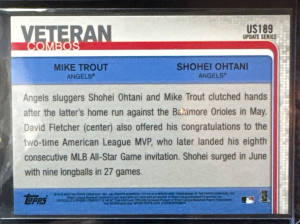 VETERAN
COMBOS
US189
UPDATE SERIES
MIKE TROUT
ANGELS®
SHOHEI OHTANI
ANGELS®
Angels sluggers Shohei Ohtani and Mike Trout clutched hands
after the latter's home run against the Baltimore Orioles in May.
David Fletcher (center) also offered his congratulations to the
two-time American League MVP, who later landed his eighth
consecutive MLB All-Star Game invitation. Shohei surged in June
with nine longballs in 27 games.
Topps